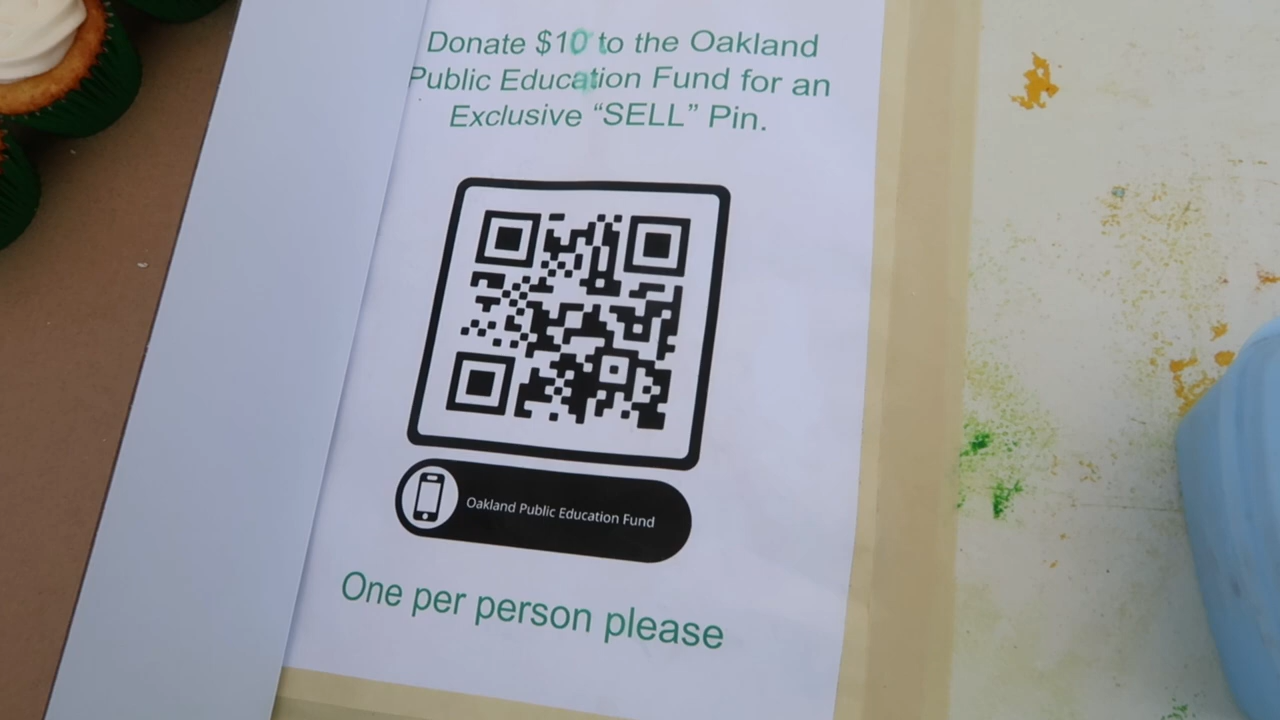 Donate $10 to the Oakland
Public Education Fund for an
Exclusive “SELL” Pin.
Oakland Public Education Fund
One per person please